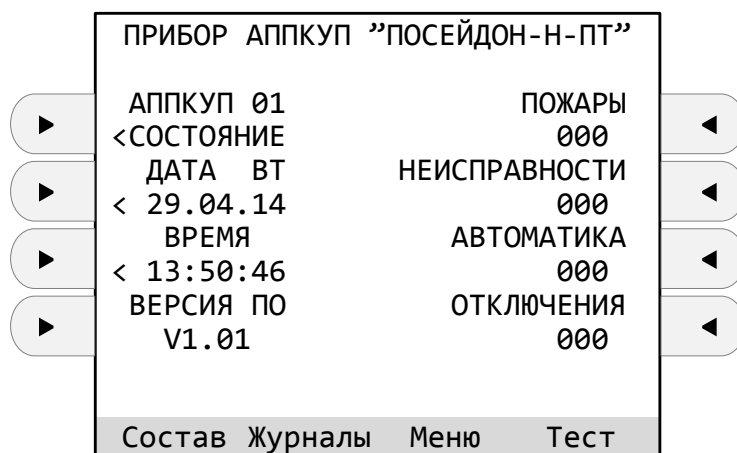 ПРИБОР АППКУП ”ПОСЕЙДОН-Н-ПТ”
АППКУП 01 ПОЖАРЫ
<СОСТОЯНИЕ 000
ДАТА ВТ НЕИСПРАВНОСТИ
< 29.04.14 000
ВРЕМЯ АВТОМАТИКА
< 13:50:46 000
ВЕРСИЯ ПО ОТКЛЮЧЕНИЯ
V1.01 000
Состав Журналы Меню Тест